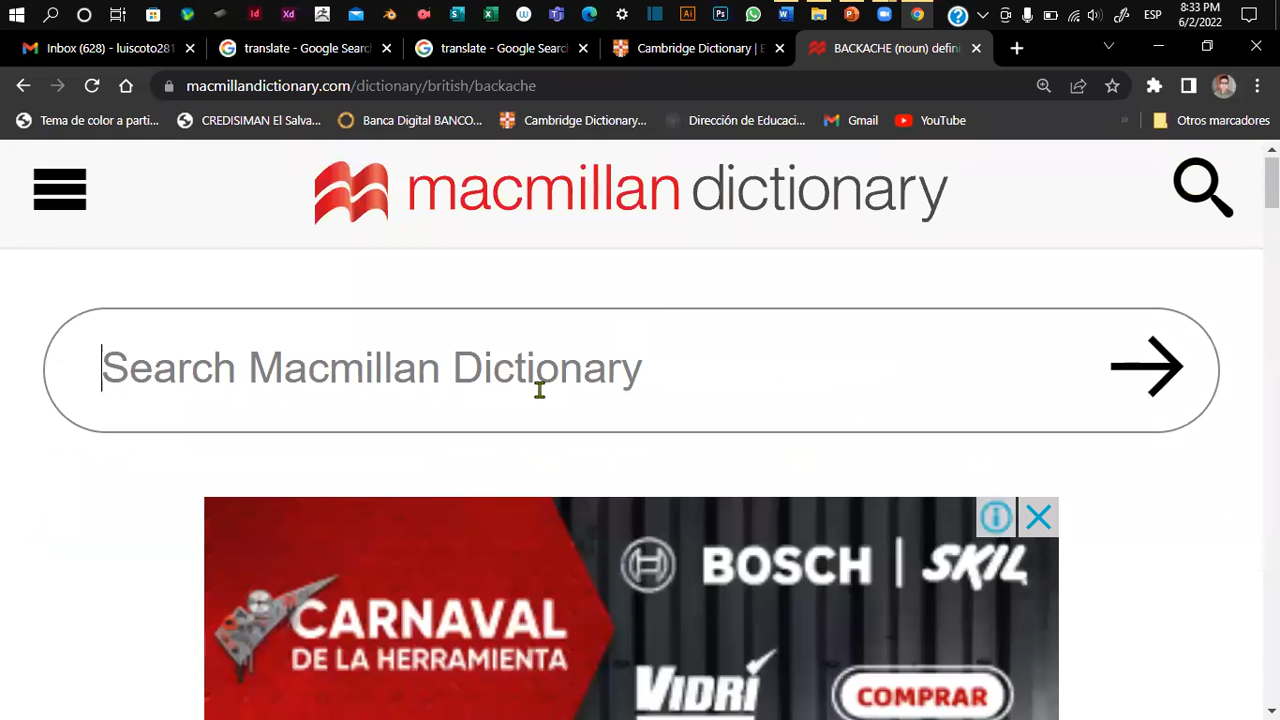 8:33 PM
ESP
6/2/2022
Inbox (628) - luiscoto281
translate - Google Search
translate - Google Search
Cambridge Dictionary | E
BACKACHE (noun) defini
macmillandictionary.com/dictionary/british/backache
Tema de color a parti...
CREDISIMAN El Salva...
Banca Digital BANCO...
Cambridge Dictionary...
Dirección de Educaci...
Gmail
YouTube
»
Otros marcadores
macmillan dictionary
Search Macmillan Dictionary
CARNAVAL
DE LA HERRAMIENTA
BOSCH | SKIL
VIDRÍ
COMPRAR